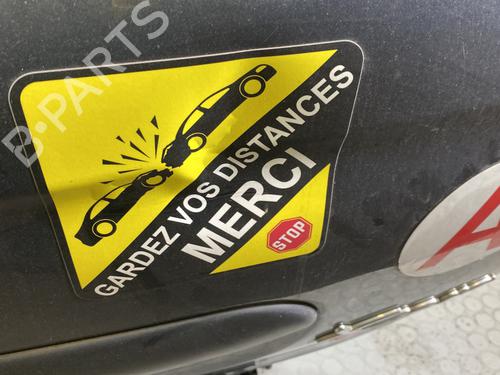 B-PARTS
GARDEZ VOS DISTANCES
MERCI
STOP
A